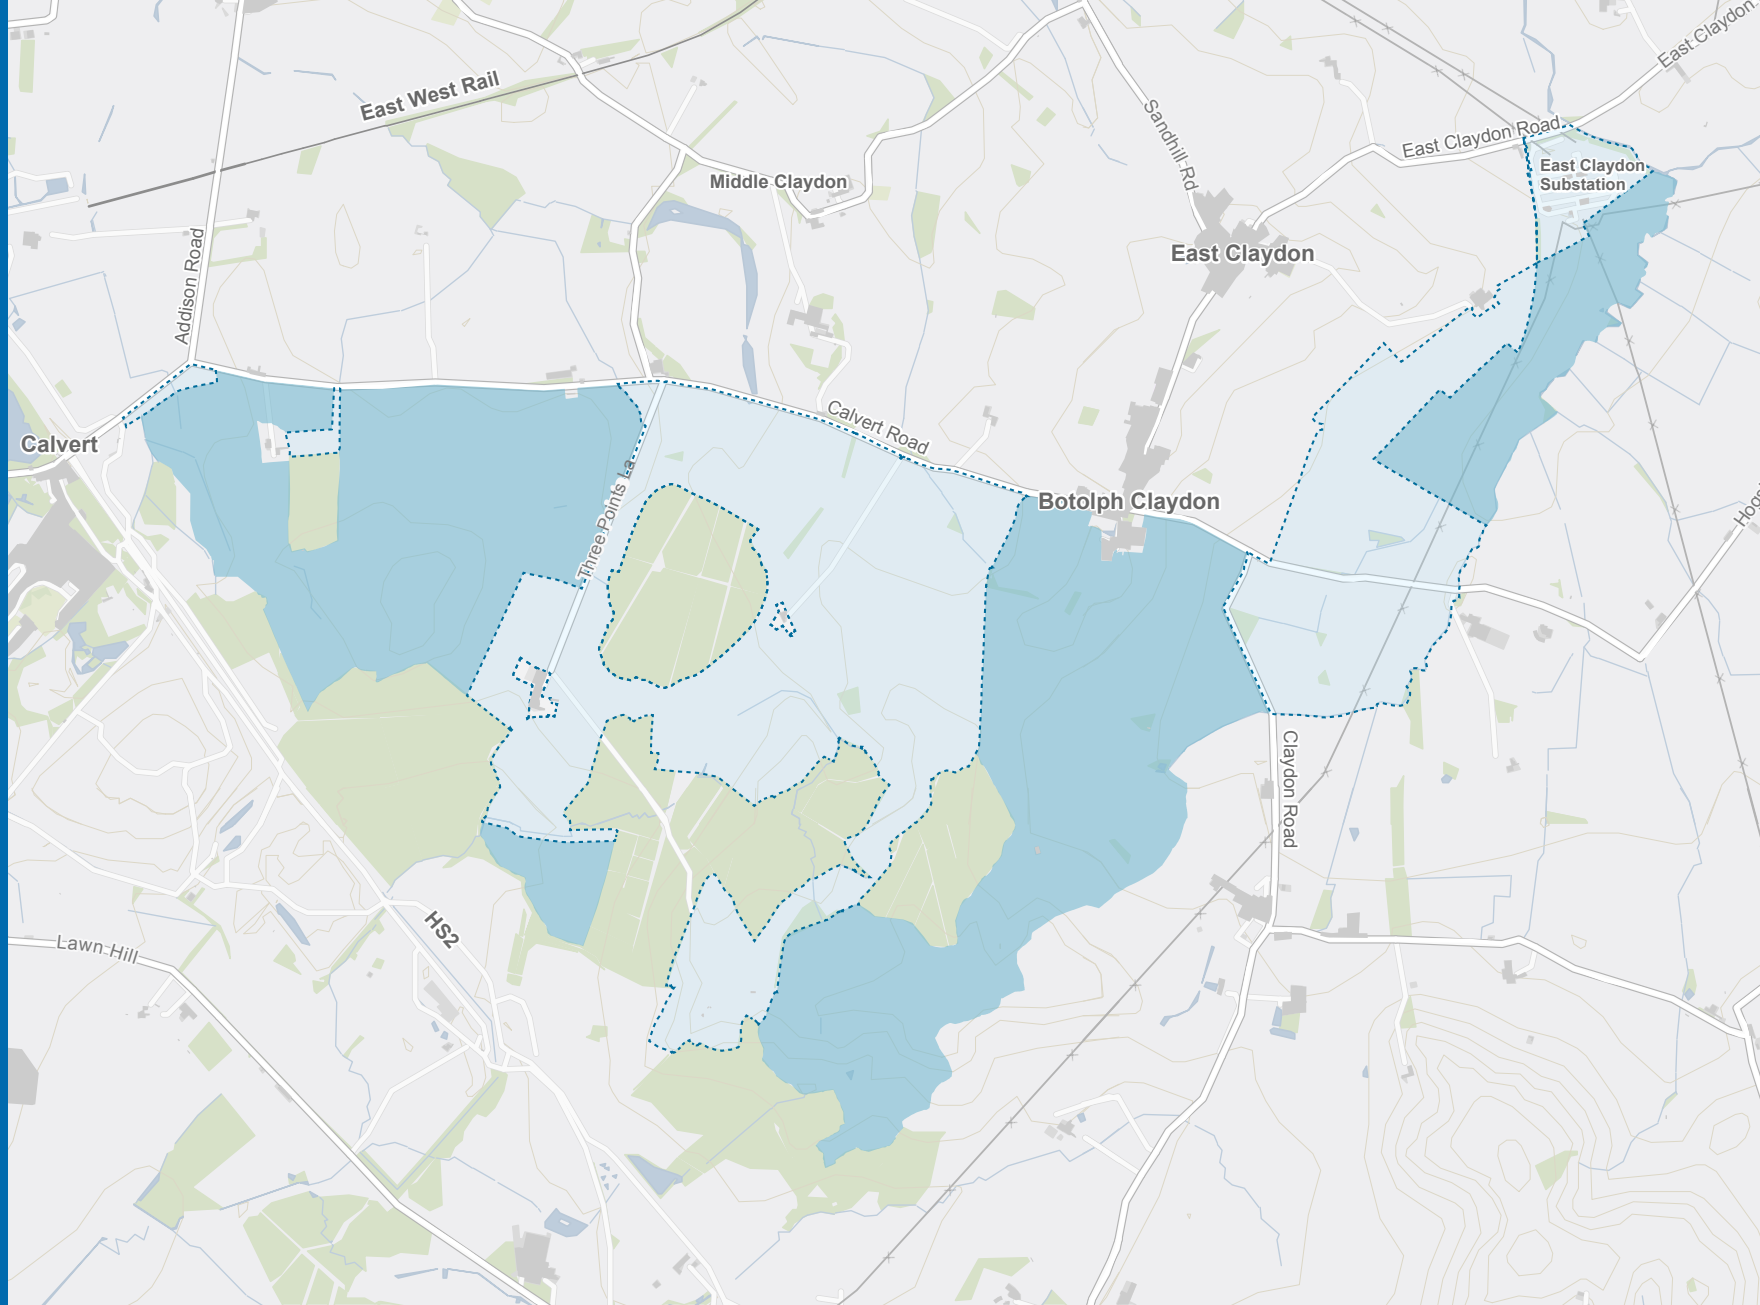 East Claydon
East West Rail
Sandhill Rd
East Claydon Road
East Claydon
Substation
Middle Claydon
Addison Road
East Claydon
Calvert
Calvert Road
Three Points La
Botolph Claydon
Claydon Road
HS2
Lawn Hill